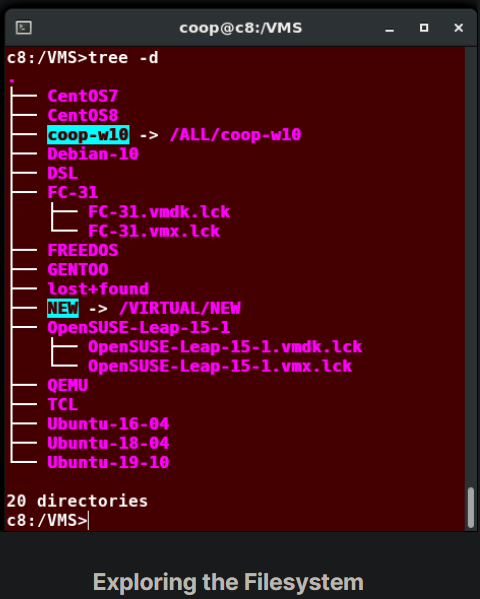 coop@c8:/VMS
c8:/VMS>tree -d
.
├── CentOS7
├── CentOS8
├── coop-w10 -> /ALL/coop-w10
├── Debian-10
├── DSL
├── FC-31
│   ├── FC-31.vmdk.lck
│   └── FC-31.vmx.lck
├── FREEDOS
├── GENTOO
├── lost+found
├── NEW -> /VIRTUAL/NEW
├── OpenSUSE-Leap-15-1
│   ├── OpenSUSE-Leap-15-1.vmdk.lck
│   └── OpenSUSE-Leap-15-1.vmx.lck
├── QEMU
├── TCL
├── Ubuntu-16-04
├── Ubuntu-18-04
└── Ubuntu-19-10
20 directories
c8:/VMS>
Exploring the Filesystem